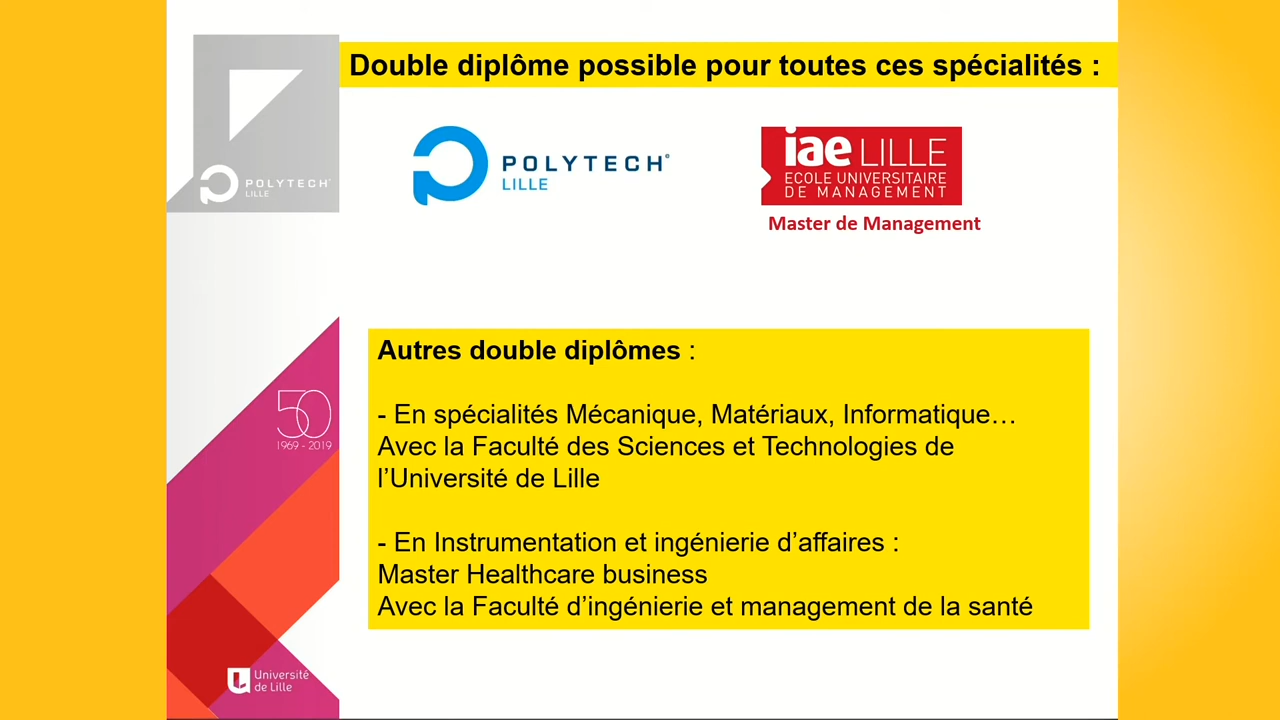 Double diplôme possible pour toutes ces spécialités :
POLYTECH®
LILLE
POLYTECH®
LILLE
iae LILLE
ECOLE UNIVERSITAIRE
DE MANAGEMENT
Master de Management
Autres double diplômes :
- En spécialités Mécanique, Matériaux, Informatique…
Avec la Faculté des Sciences et Technologies de
l’Université de Lille
- En Instrumentation et ingénierie d’affaires :
Master Healthcare business
Avec la Faculté d’ingénierie et management de la santé
50
1969 - 2019
Université
de Lille